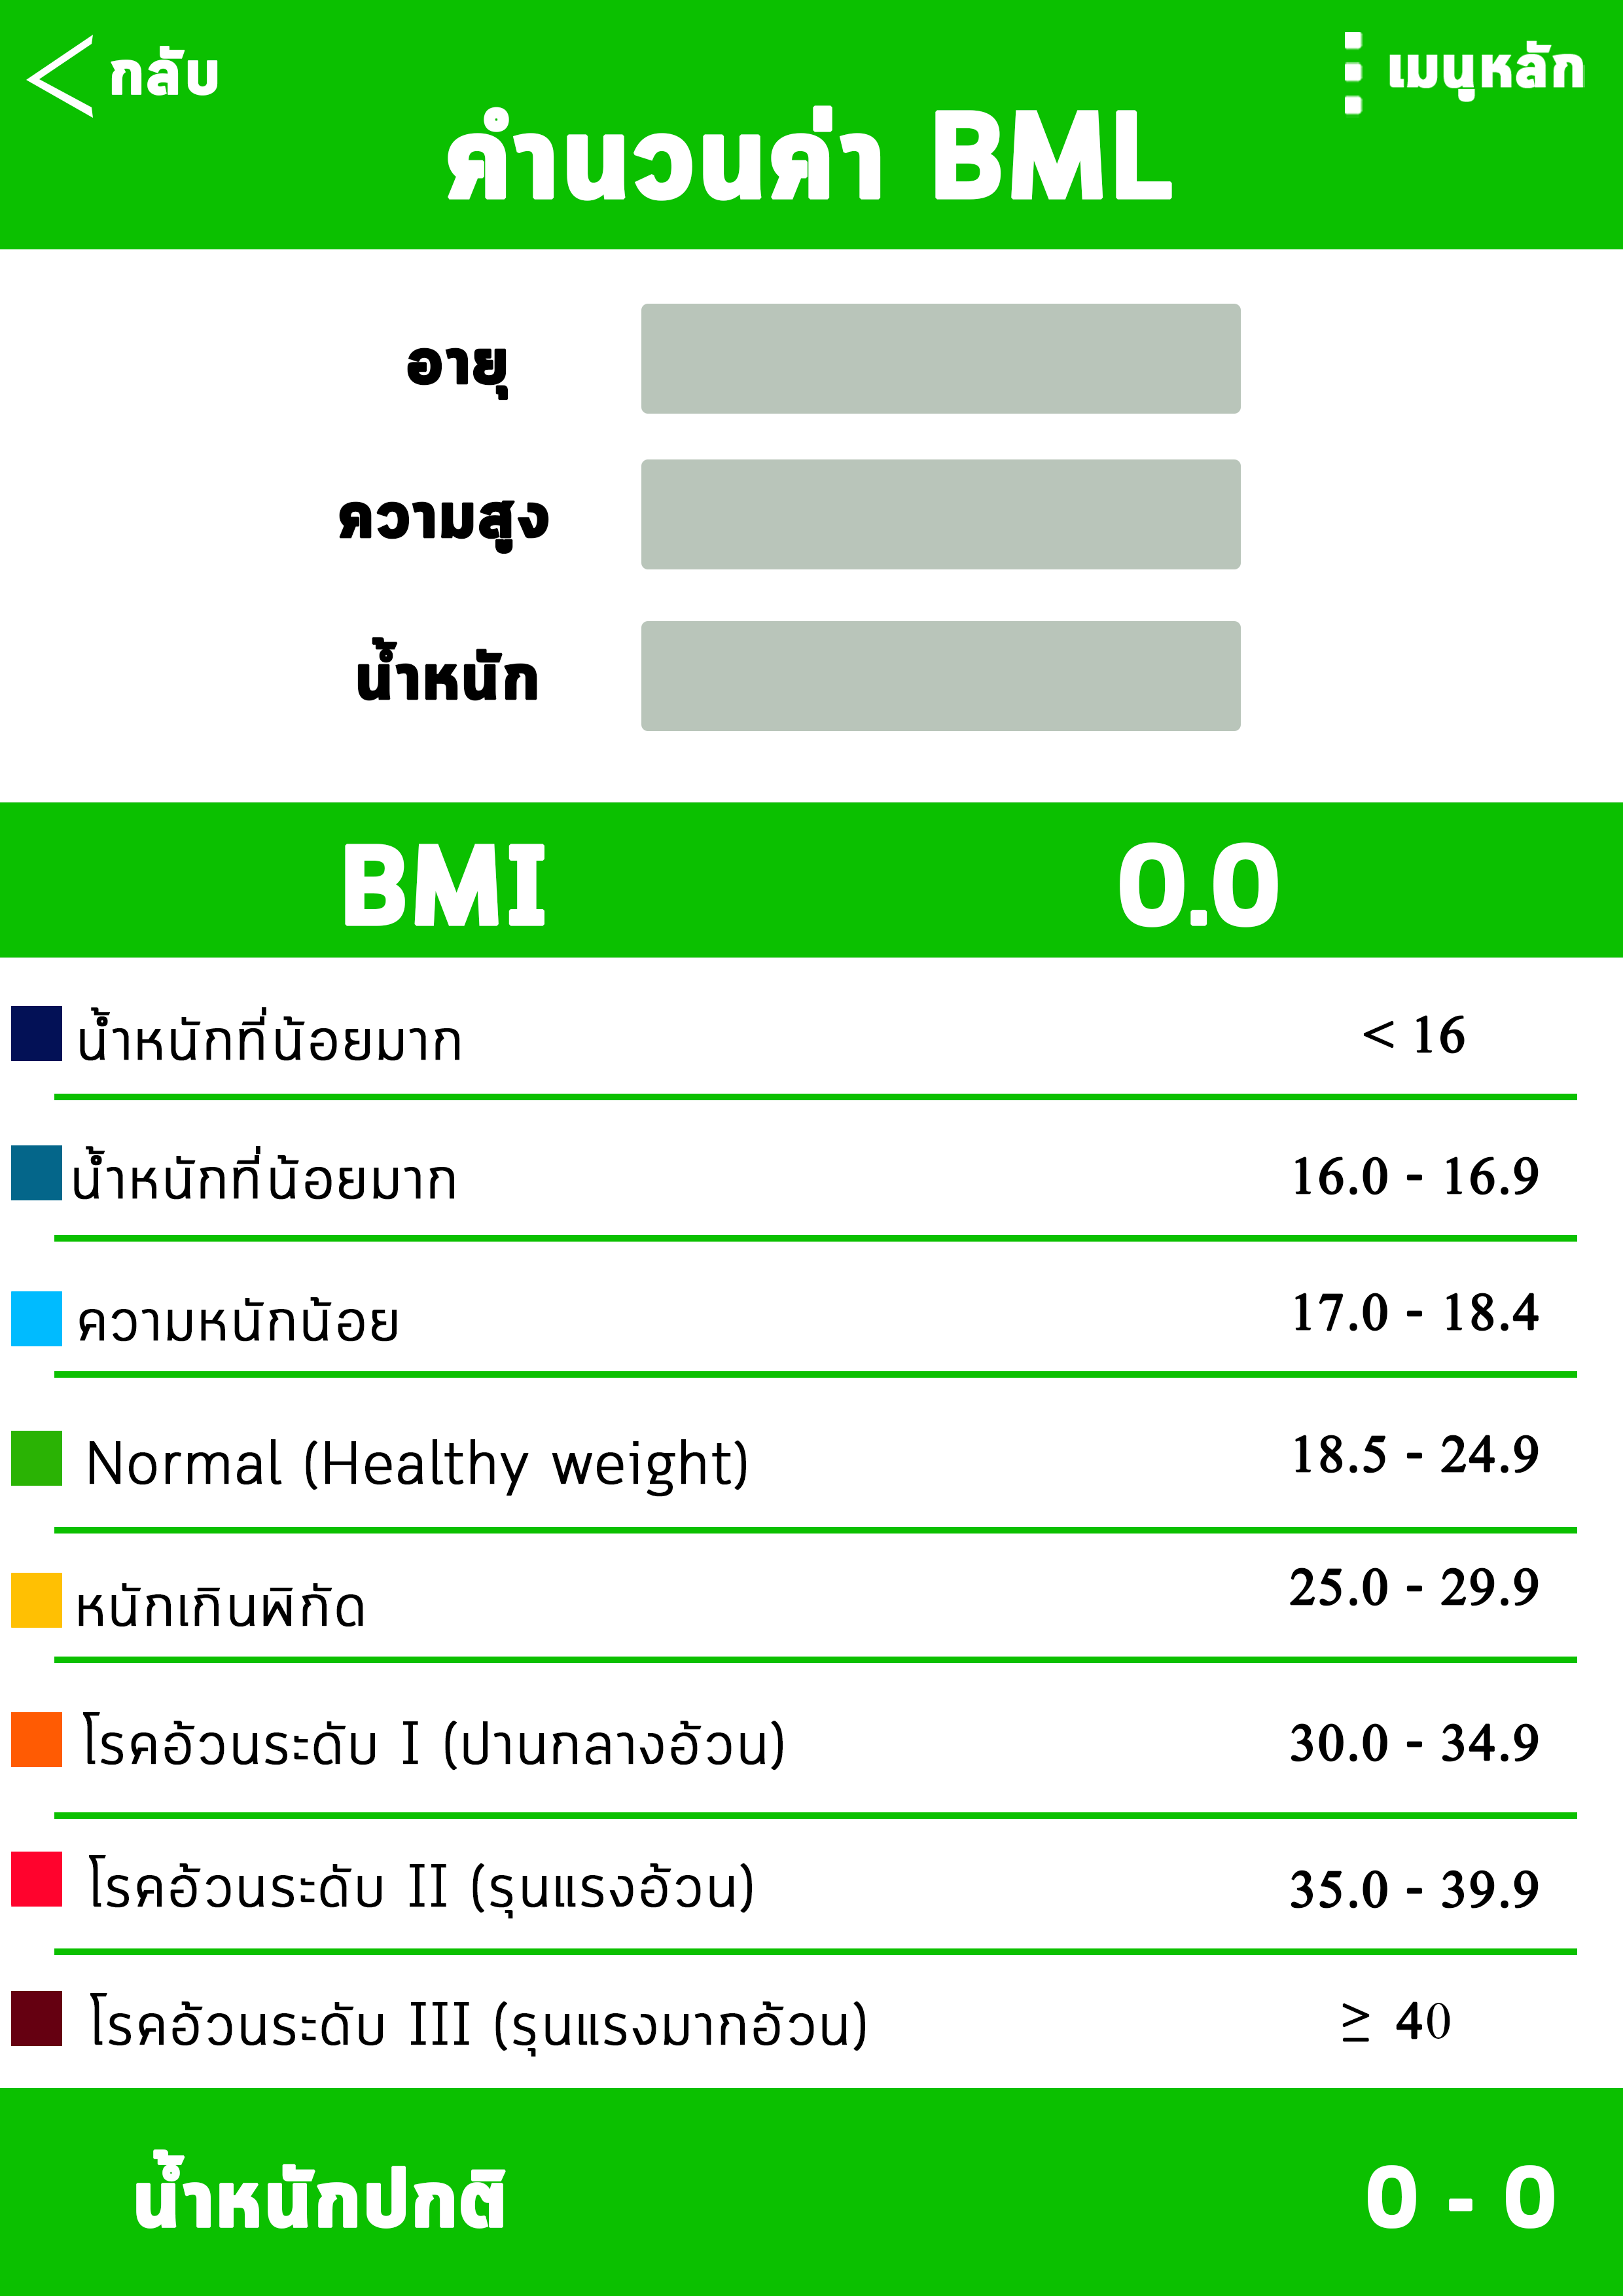 กลับ
เมนูหลัก
คำนวนค่า BML
อายุ
ความสูง
น้ำหนัก
BMI 0.0
น้ำหนักที่น้อยมาก < 16
น้ำหนักที่น้อยมาก 16.0 - 16.9
ความหนักน้อย 17.0 - 18.4
Normal (Healthy weight) 18.5 - 24.9
หนักเกินพิกัด 25.0 - 29.9
โรคอ้วนระดับ I (ปานกลางอ้วน) 30.0 - 34.9
โรคอ้วนระดับ II (รุนแรงอ้วน) 35.0 - 39.9
โรคอ้วนระดับ III (รุนแรงมากอ้วน) ≥ 40
น้ำหนักปกติ 0 - 0